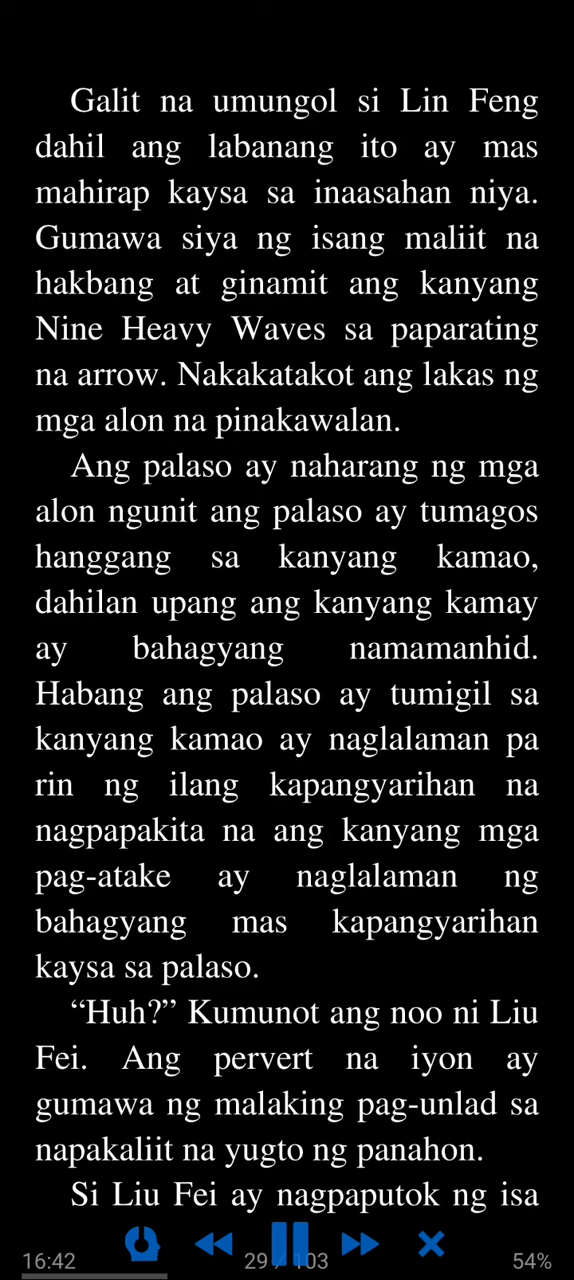 Galit na umungol si Lin Feng
dahil ang labanang ito ay mas
mahirap kaysa sa inaasahan niya.
Gumawa siya ng isang maliit na
hakbang at ginamit ang kanyang
Nine Heavy Waves sa paparating
na arrow. Nakakatakot ang lakas ng
mga alon na pinakawalan.
Ang palaso ay naharang ng mga
alon ngunit ang palaso ay tumagos
hanggang sa kanyang kamao,
dahilan upang ang kanyang kamay
ay bahagyang namamanhid.
Habang ang palaso ay tumigil sa
kanyang kamao ay naglalaman pa
rin ng ilang kapangyarihan na
nagpapakita na ang kanyang mga
pag-atake ay naglalaman ng
bahagyang mas kapangyarihan
kaysa sa palaso.
“Huh?” Kumunot ang noo ni Liu
Fei. Ang pervert na iyon ay
gumawa ng malaking pag-unlad sa
napakaliit na yugto ng panahon.
Si Liu Fei ay nagpaputok ng isa
16:42 29 / 103 54%